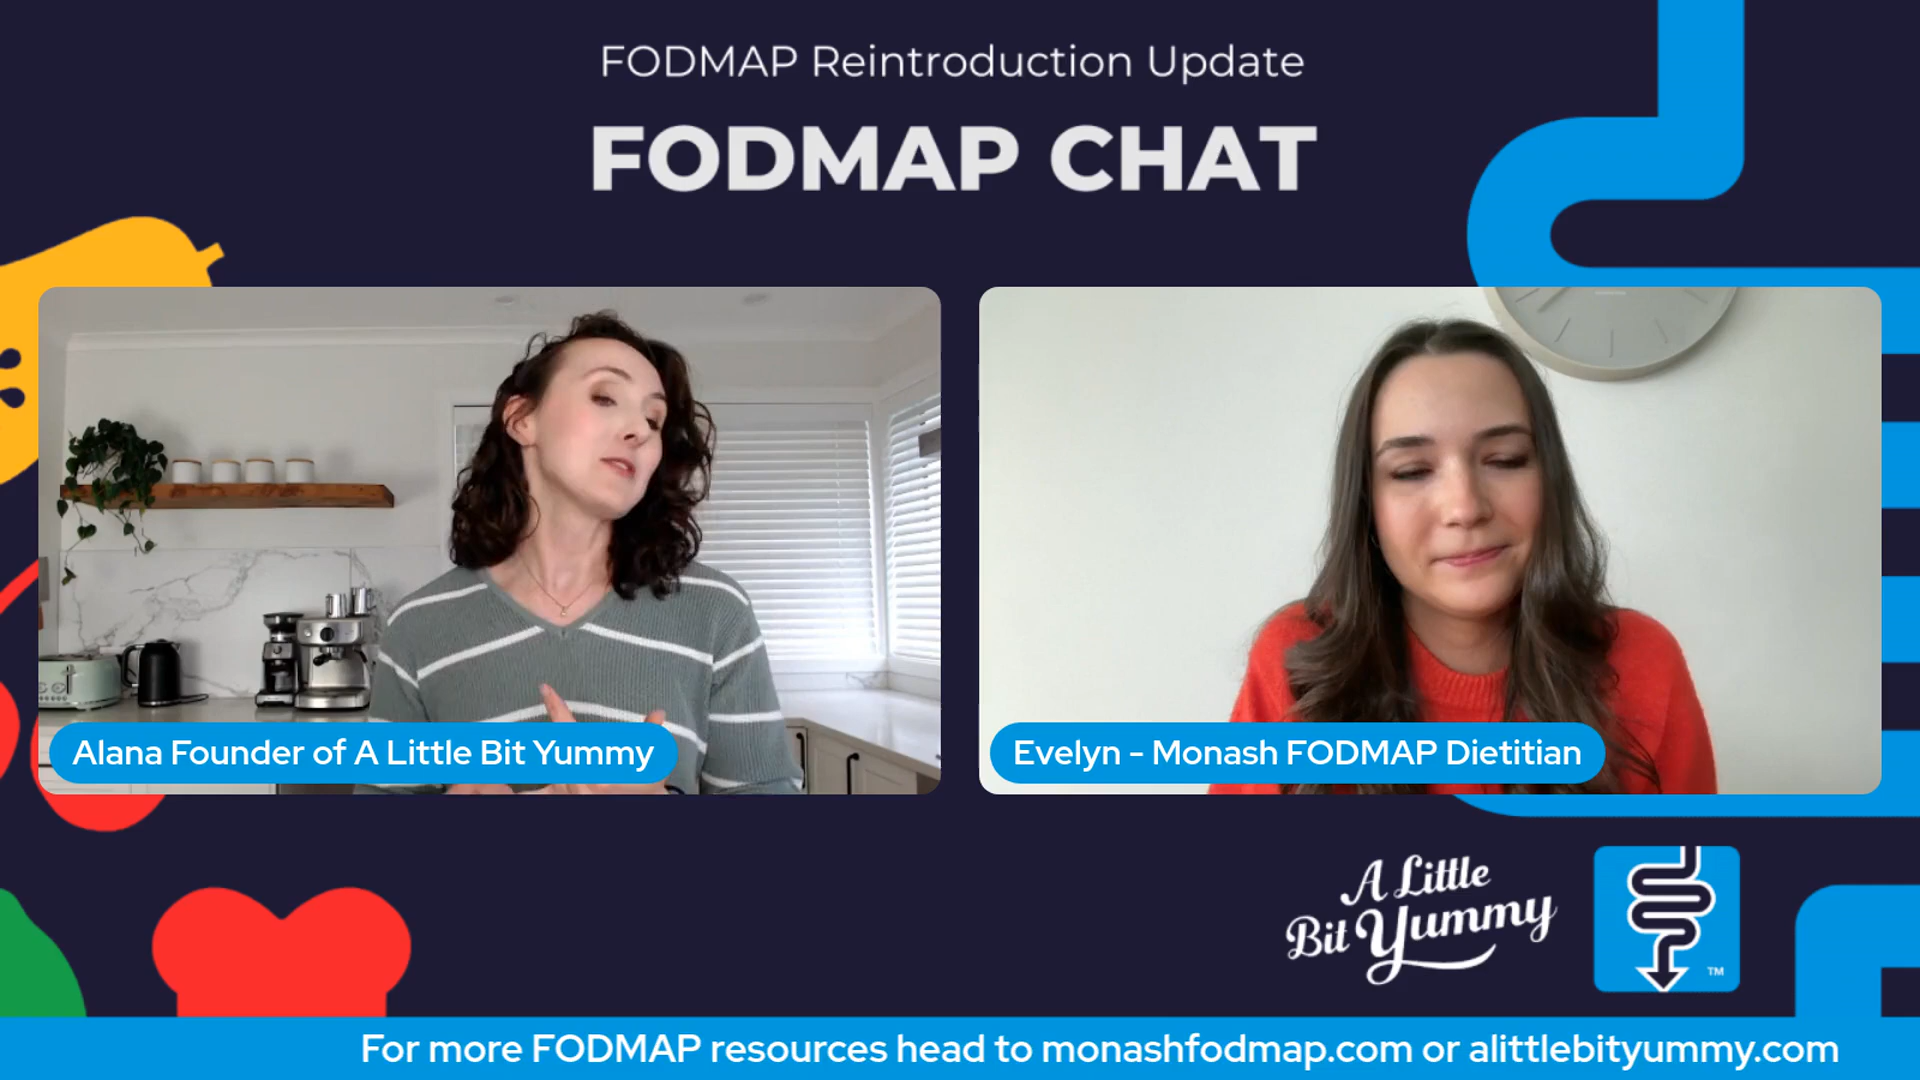 FODMAP Reintroduction Update
FODMAP CHAT
Alana Founder of A Little Bit Yummy
Evelyn - Monash FODMAP Dietitian
A Little
Bit Yummy
TM
For more FODMAP resources head to monashfodmap.com or alittlebityummy.com